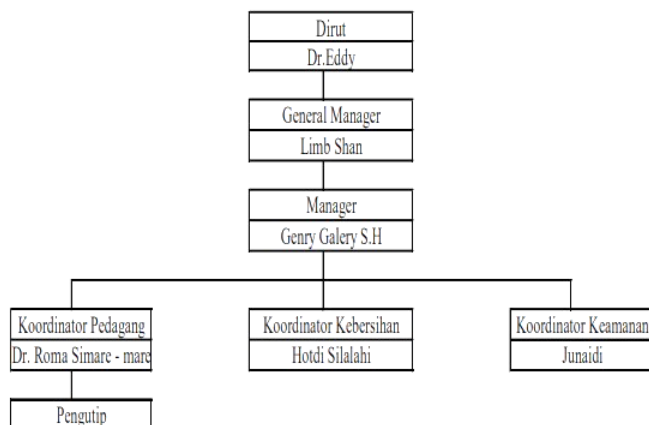 Dirut
Dr.Eddy
General Manager
Limb Shan
Manager
Genry Galery S.H
Koordinator Pedagang
Dr. Roma Simare - mare
Koordinator Kebersihan
Hotdi Silalahi
Koordinator Keamanan
Junaidi
Pengutip